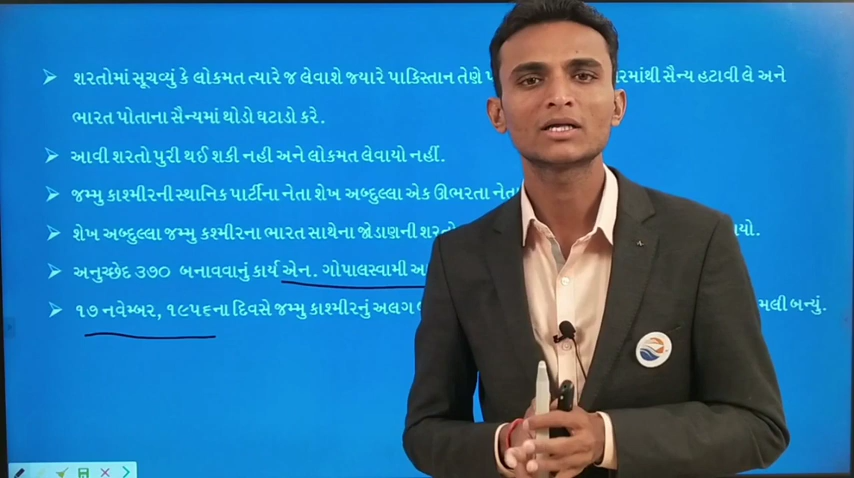 શરતોમાં સૂચવ્યું કે લોકમત ત્યારે જ લેવાશે જયારે પાકિસ્તાન તેણે સૈન્ય હટાવી લે અને
ભારત પોતાના સૈન્યમાં થોડો ઘટાડો કરે.
આવી શરતો પુરી થઈ શકી નહી અને લોકમત લેવાયો નહીં.
જમ્મુ કાશ્મીરની સ્થાનિક પાર્ટીના નેતા શેખ અબ્દુલ્લા એક ઊભરતા
શેખ અબ્દુલ્લા જમ્મુ કશ્મીરના ભારત સાથેના જોડાણની
અનુચ્છેદ ૩૭૦ બનાવવાનું કાર્ય એન. ગોપાલસ્વામી
૧૭ નવેમ્બર, ૧૯૫૬ના દિવસે જમ્મુ કાશ્મીરનું અલગ બન્યું.